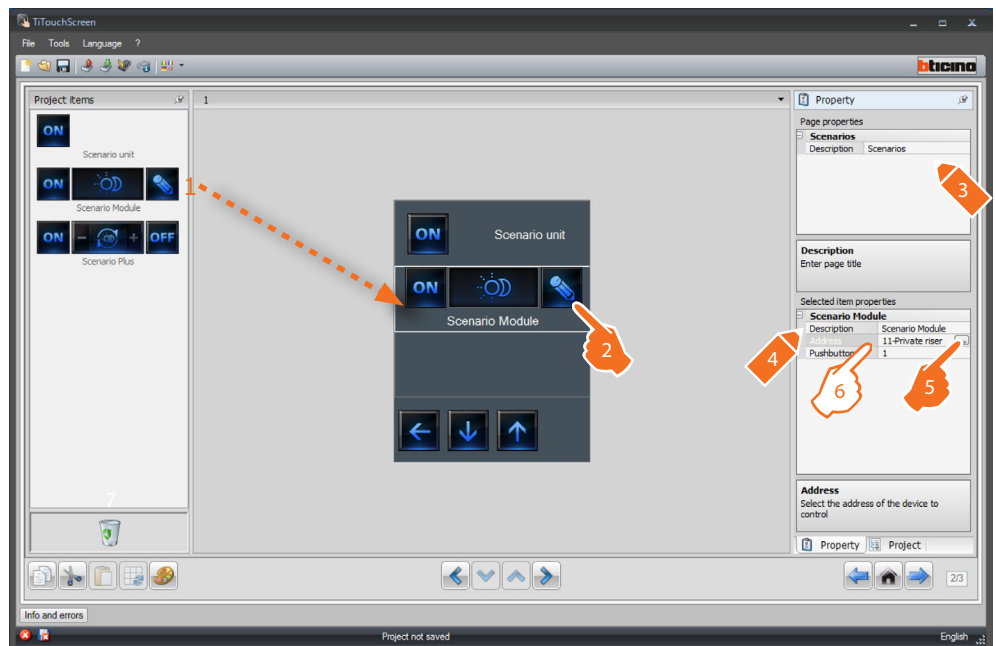 TiTouchScreen
File Tools Language ?
bticino
Project items
1
Property
ON
Scenario unit
ON
Scenario Module
ON - + OFF
Scenario Plus
1
ON Scenario unit
ON
Scenario Module
2
Page properties
Scenarios
Description Scenarios
3
Description
Enter page title
Selected item properties
Scenario Module
Description Scenario Module
Address 11-Private riser ...
Pushbutton 1
4
5
6
Address
Select the address of the device to
control
Property Project
7
2/3
Info and errors
Project not saved
English